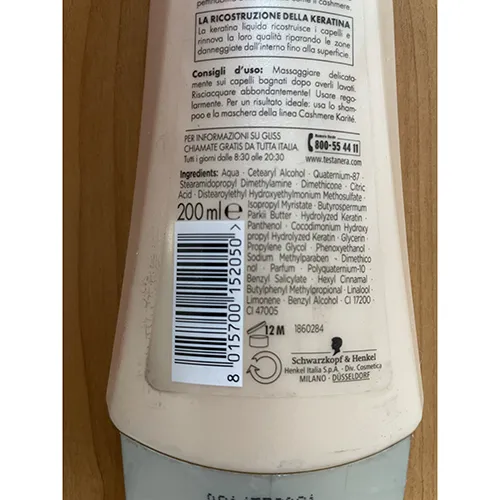 LA RICOSTRUZIONE DELLA KERATINA
La keratina liquida ricostruisce i capelli e
rinnova la loro qualità riparando le zone
danneggiate dall'interno fino alla superficie.
Consigli d'uso: Massaggiare delicata-
mente sui capelli bagnati dopo averli lavati.
Risciacquare abbondantemente! Usare rego-
larmente. Per un risultato ideale: usa lo sham-
poo e la maschera della linea Cashmere Karité.
PER INFORMAZIONI SU GLISS
CHIAMATE GRATIS DA TUTTA ITALIA
Tutti i giorni dalle 8:30 alle 20:30
Numero Verde
800-55 44 11
www.testanera.com
Ingredients: Aqua · Cetearyl Alcohol · Quaternium-87 ·
Stearamidopropyl Dimethylamine · Dimethicone · Citric
Acid · Distearoylethyl Hydroxyethylmonium Methosulfate ·
Isopropyl Myristate · Butyrospermum
Parkii Butter · Hydrolyzed Keratin ·
Panthenol · Cocodimonium Hydroxy
propyl Hydrolyzed Keratin · Glycerin
Propylene Glycol · Phenoxyethanol ·
Sodium Methylparaben · Dimethico
nol · Parfum · Polyquaternium-10 ·
Benzyl Salicylate · Hexyl Cinnamal ·
Butylphenyl Methylpropional · Linalool
Limonene · Benzyl Alcohol · CI 17200
CI 47005
200 ml e
8 015700 152050 >
12 M
1860284
Schwarzkopf & Henkel
Henkel Italia S.p.A. · Div. Cosmetica
MILANO · DÜSSELDORF